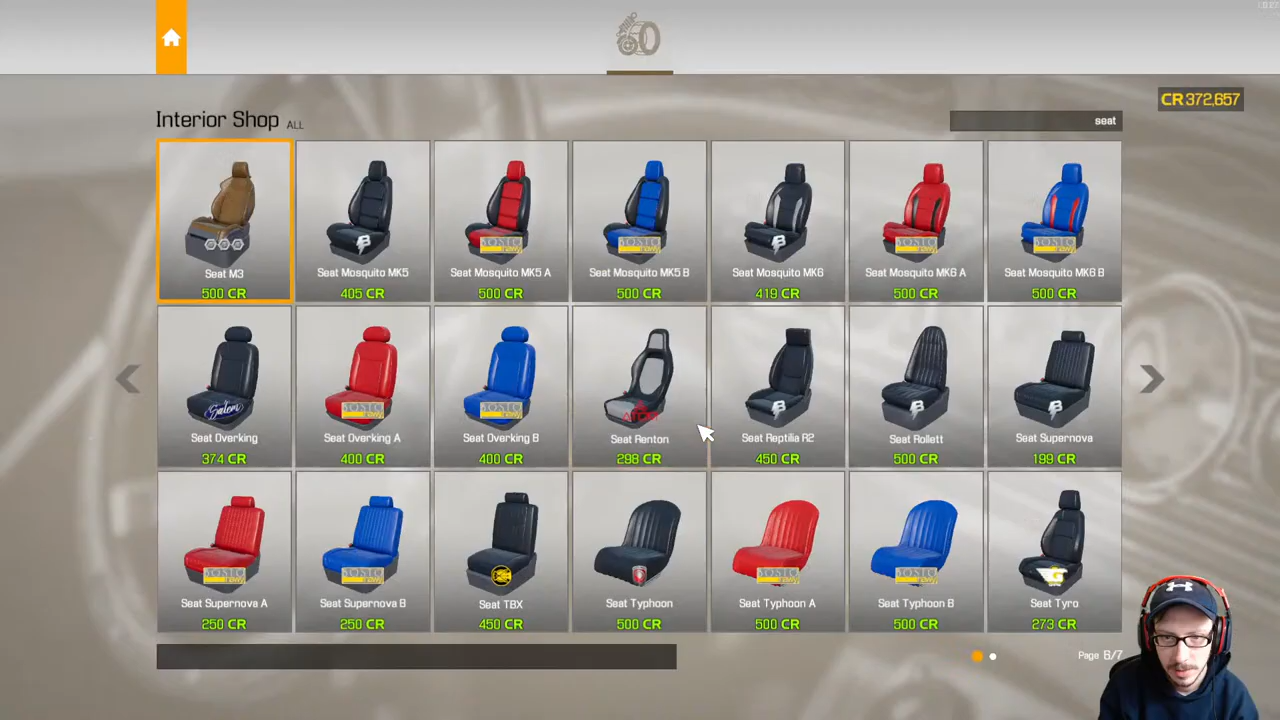 60
CR 372,657
Interior Shop ALL
seat
Seat M3
500 CR
Seat Mosquito MK5
405 CR
Seat Mosquito MK5 A
500 CR
Seat Mosquito MK5 B
500 CR
Seat Mosquito MK6
419 CR
Seat Mosquito MK6 A
500 CR
Seat Mosquito MK6 B
500 CR
Seat Overking
374 CR
Seat Overking A
400 CR
Seat Overking B
400 CR
Seat Renton
298 CR
Seat Reptilia R2
450 CR
Seat Rollett
500 CR
Seat Supernova
199 CR
Seat Supernova A
250 CR
Seat Supernova B
250 CR
Seat TBX
450 CR
Seat Typhoon
500 CR
Seat Typhoon A
500 CR
Seat Typhoon B
500 CR
Seat Tyro
273 CR
Page 6/7